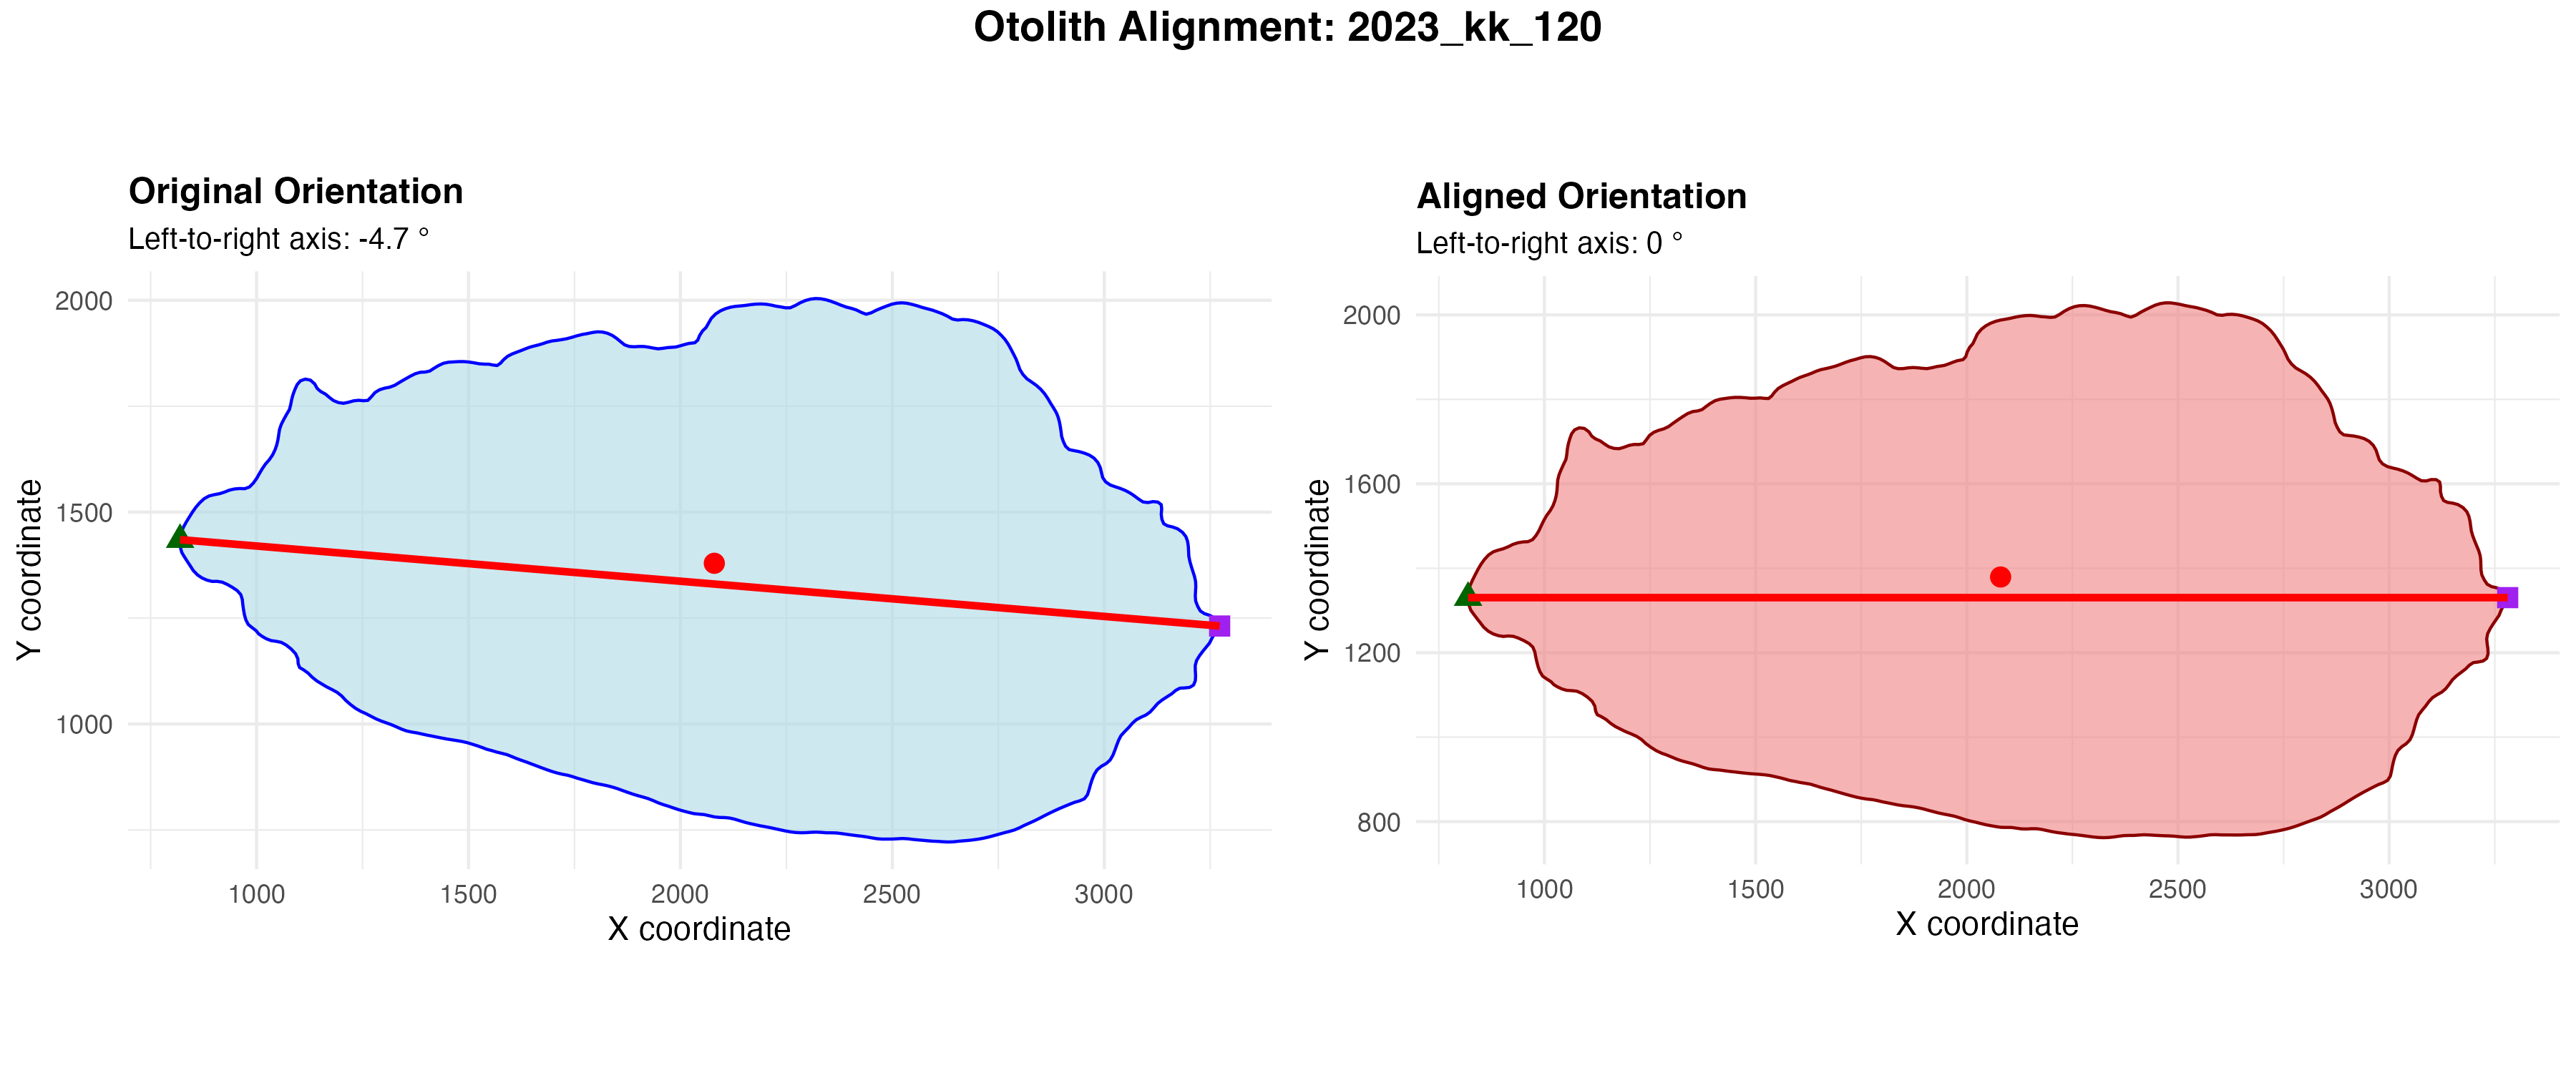 Otolith Alignment: 2023_kk_120
Original Orientation
Left-to-right axis: -4.7 °
2000
1500
1000
Y coordinate
1000 1500 2000 2500 3000
X coordinate
Aligned Orientation
Left-to-right axis: 0 °
2000
1600
1200
800
Y coordinate
1000 1500 2000 2500 3000
X coordinate